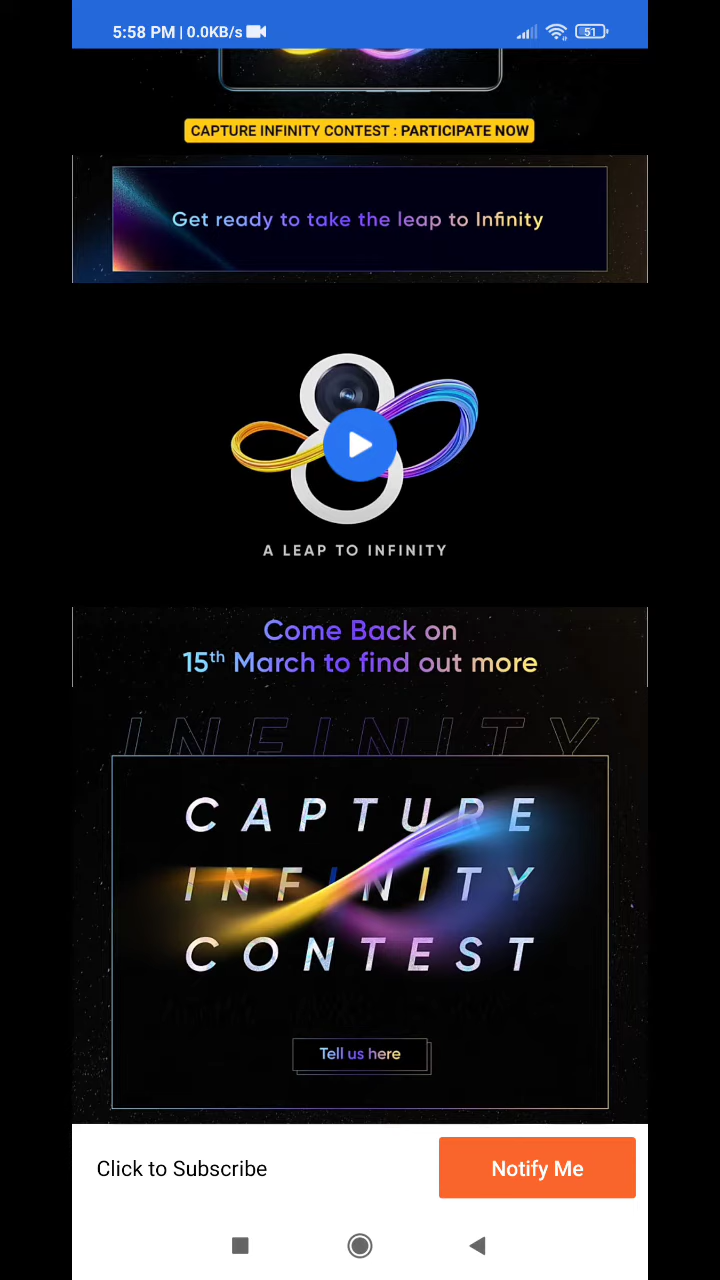 5:58 PM | 0.0KB/s
51
CAPTURE INFINITY CONTEST : PARTICIPATE NOW
Get ready to take the leap to Infinity
A LEAP TO INFINITY
Come Back on
15th March to find out more
INFINITY
CAPTURE
INFINITY
CONTEST
Tell us here
Click to Subscribe
Notify Me